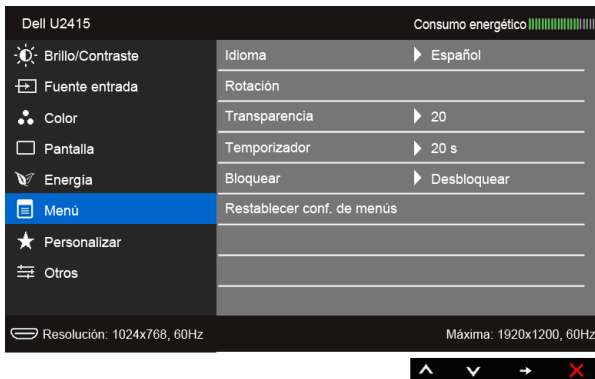 Dell U2415
Consumo energético
Brillo/Contraste
Idioma
Español
Fuente entrada
Rotación
Color
Transparencia
20
Pantalla
Temporizador
20 s
Energía
Bloquear
Desbloquear
Menú
Restablecer conf. de menús
Personalizar
Otros
Resolución: 1024x768, 60Hz
Máxima: 1920x1200, 60Hz